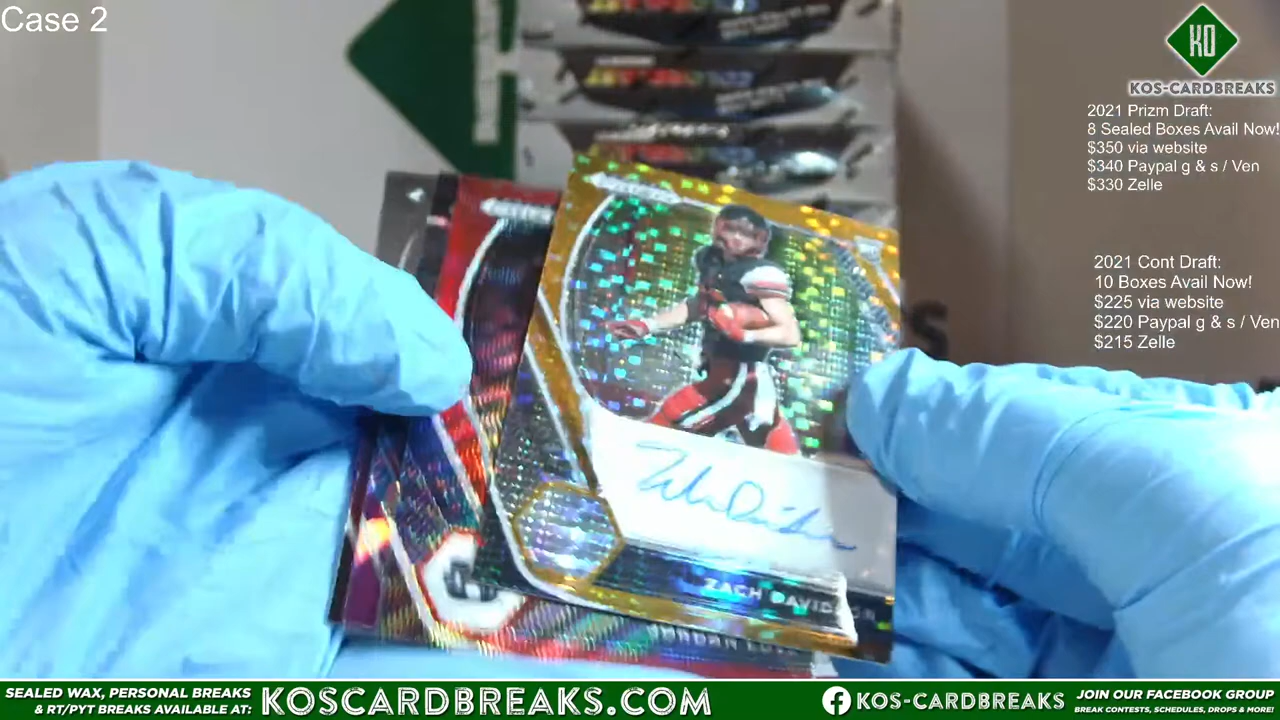 Case 2
KO
KOS-CARDBREAKS
2021 Prizm Draft:
8 Sealed Boxes Avail Now!
$350 via website
$340 Paypal g & s / Ven
$330 Zelle
2021 Cont Draft:
10 Boxes Avail Now!
$225 via website
$220 Paypal g & s / Ven
$215 Zelle
ZACH DAVIDSON
SEALED WAX, PERSONAL BREAKS
& RT/PYT BREAKS AVAILABLE AT:
KOSCARDBREAKS.COM
KOS-CARDBREAKS
JOIN OUR FACEBOOK GROUP
BREAK CONTESTS, SCHEDULES, DROPS & MORE!